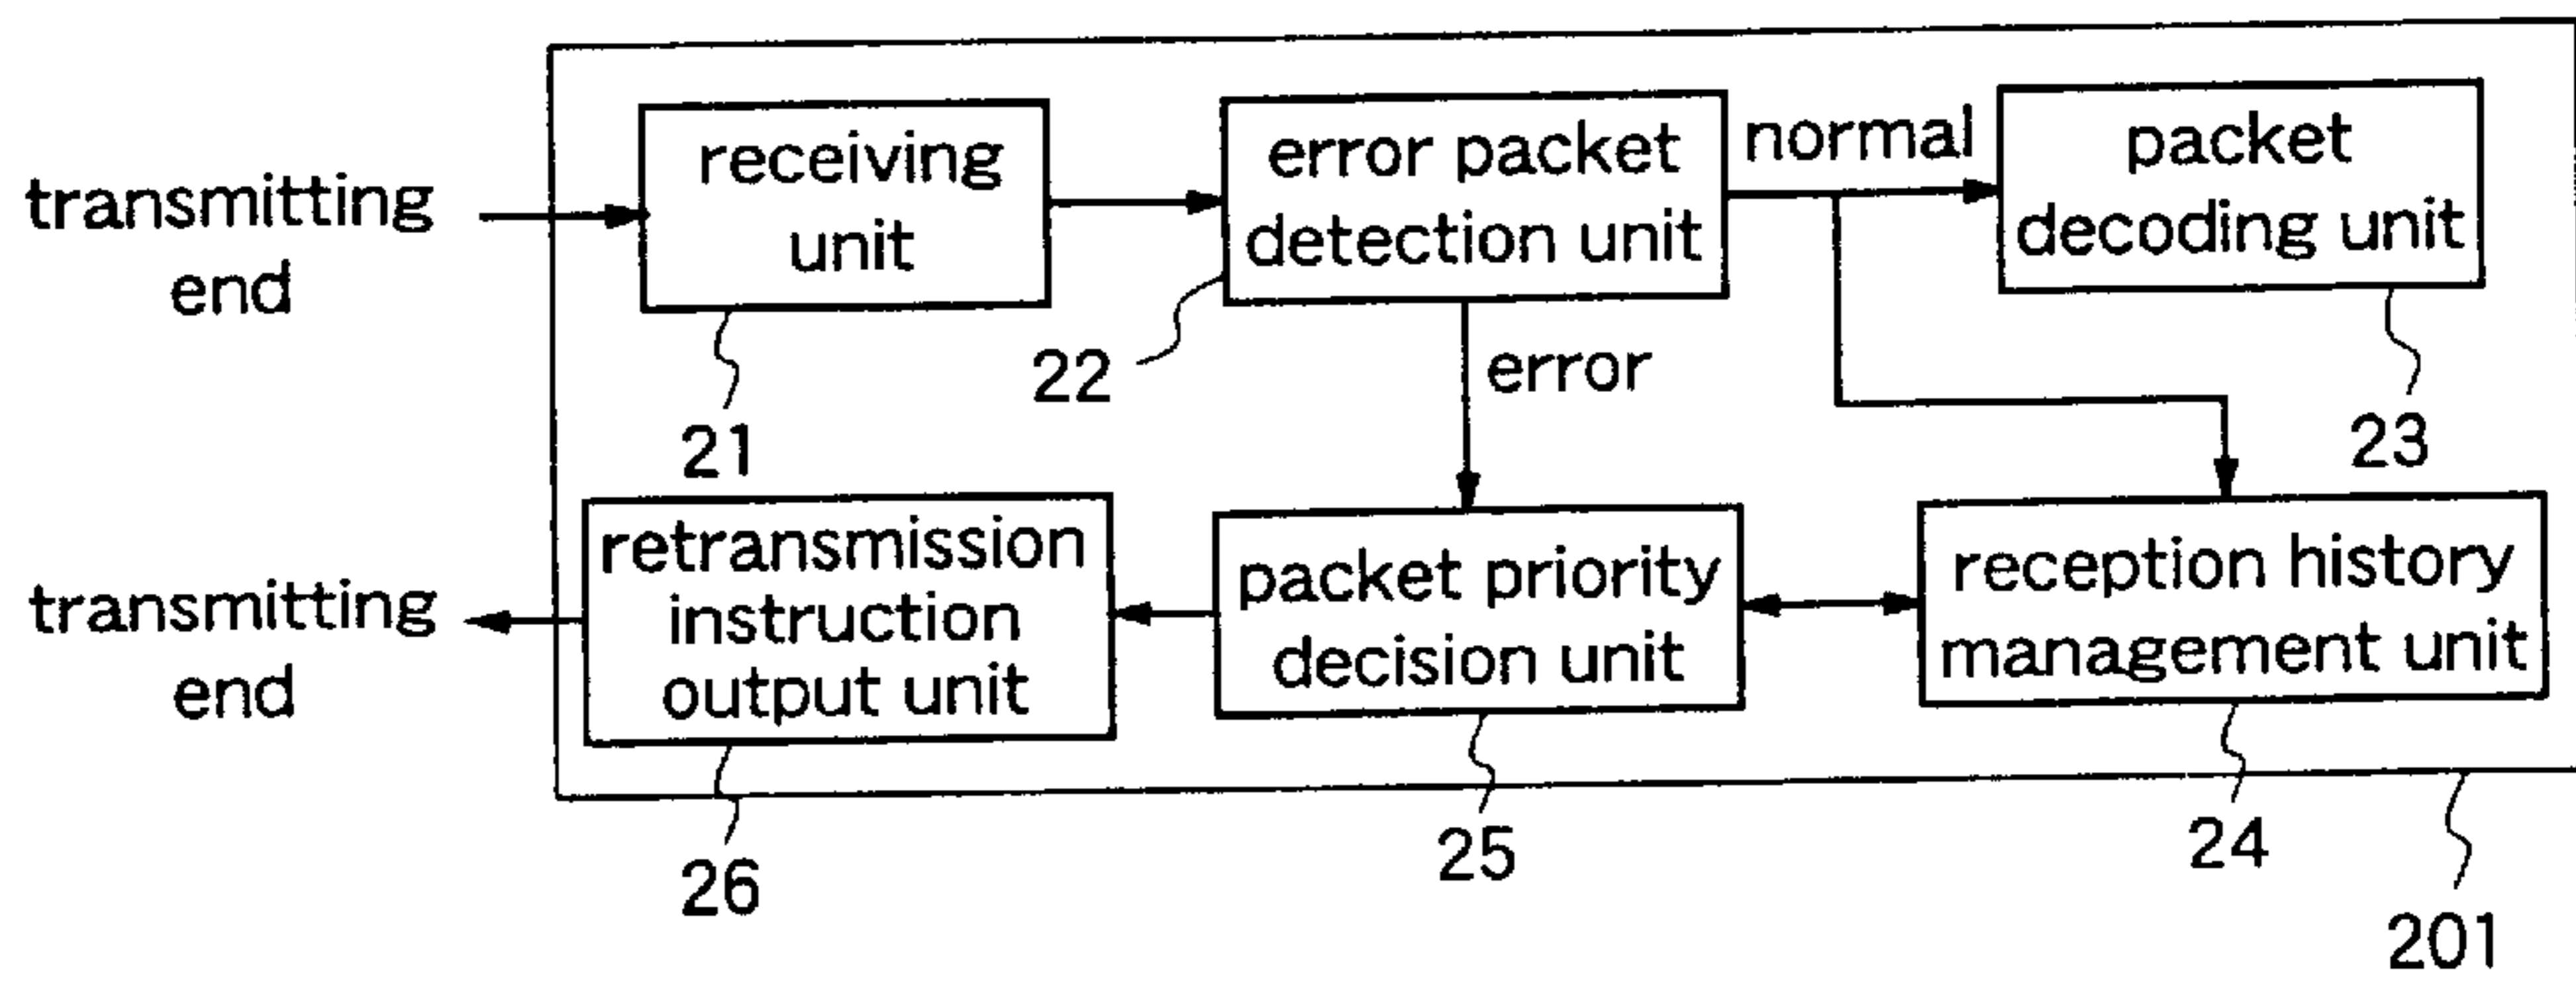 transmitting
end
receiving
unit
21
error packet
detection unit
22
normal
packet
decoding unit
23
error
transmitting
end
retransmission
instruction
output unit
26
packet priority
decision unit
25
reception history
management unit
24
201